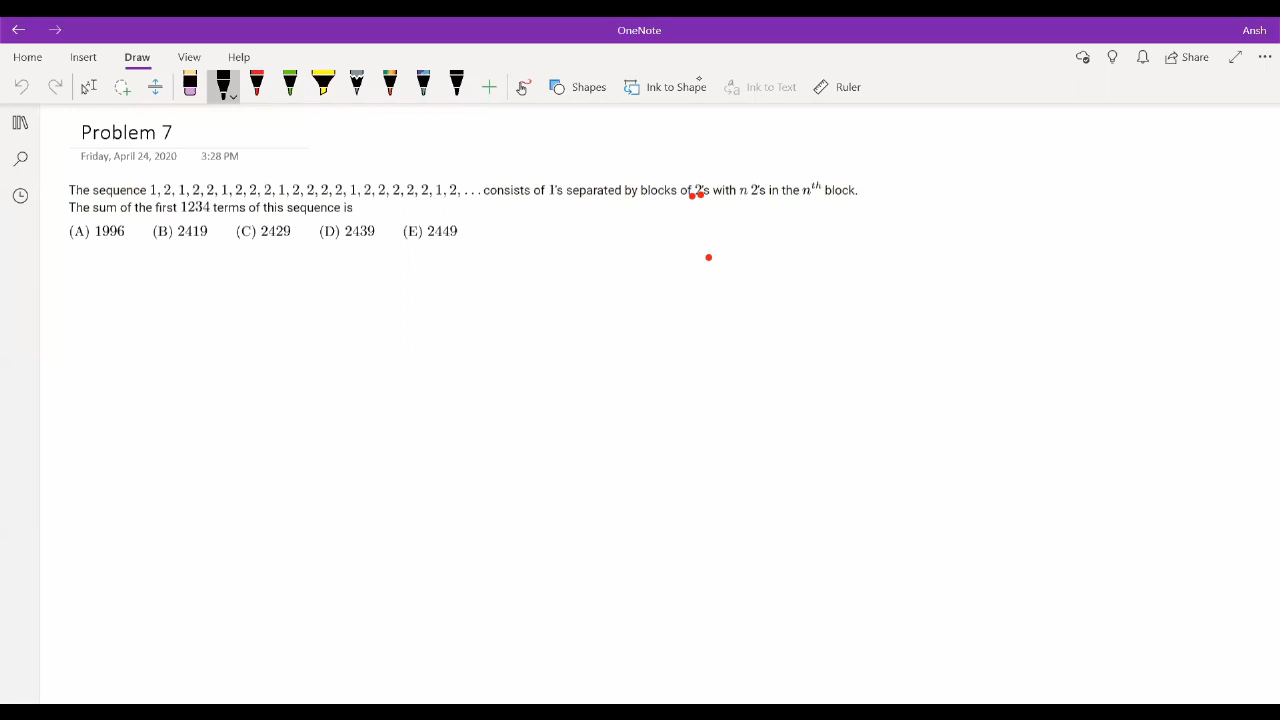 OneNote
Ansh
Home Insert Draw View Help
Share
Shapes Ink to Shape Ink to Text Ruler
Problem 7
Friday, April 24, 2020 3:28 PM
The sequence 1, 2, 1, 2, 2, 1, 2, 2, 2, 1, 2, 2, 2, 2, 1, 2, 2, 2, 2, 2, 1, 2, . . . consists of 1's separated by blocks of 2's with n 2's in the nth block.
The sum of the first 1234 terms of this sequence is
(A) 1996 (B) 2419 (C) 2429 (D) 2439 (E) 2449